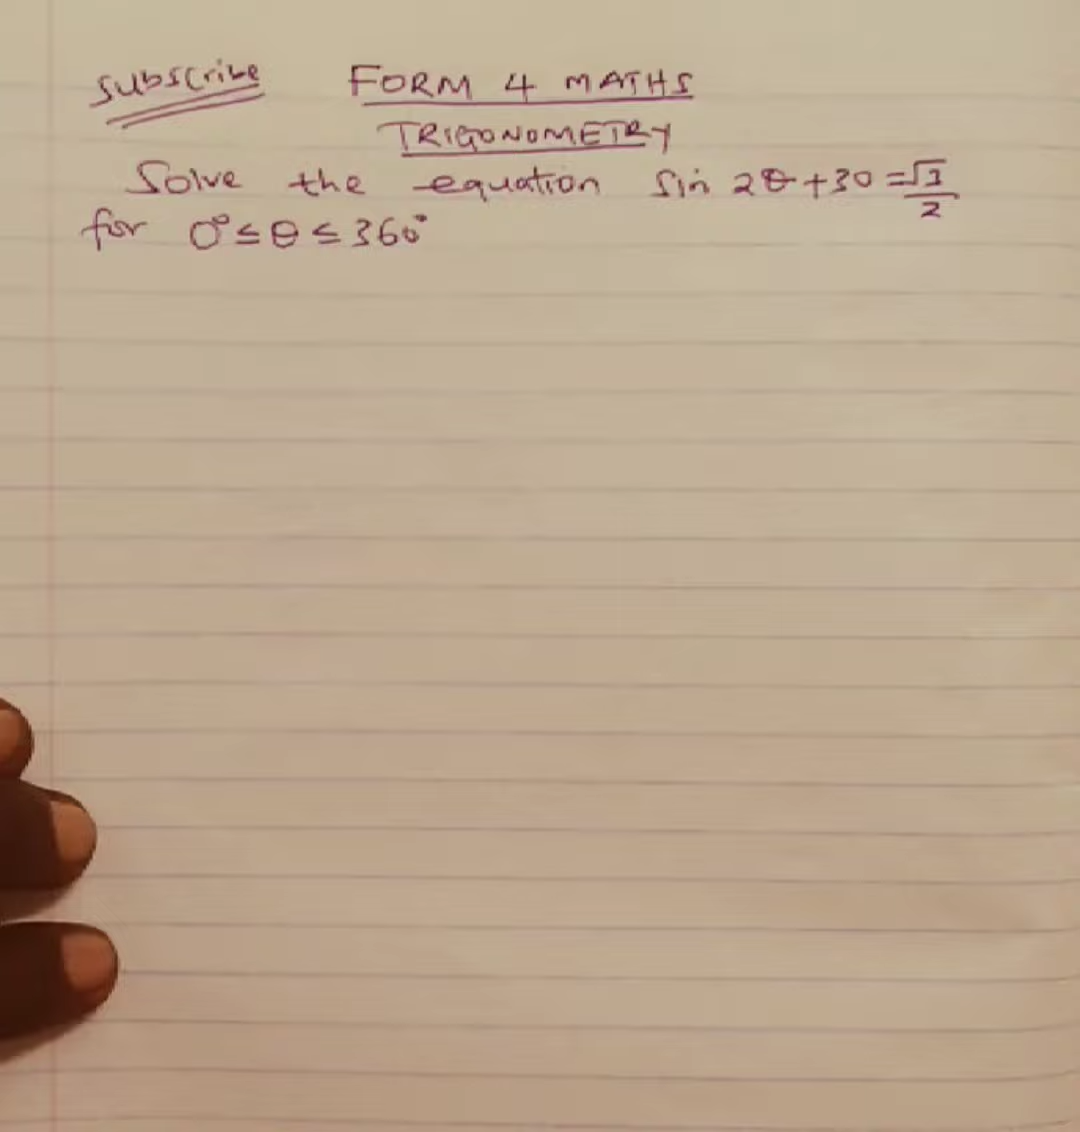 Subscribe FORM 4 MATHS
TRIGONOMETRY
Solve the equation Sin 2θ+30 = √3/2
for 0°≤θ≤360°